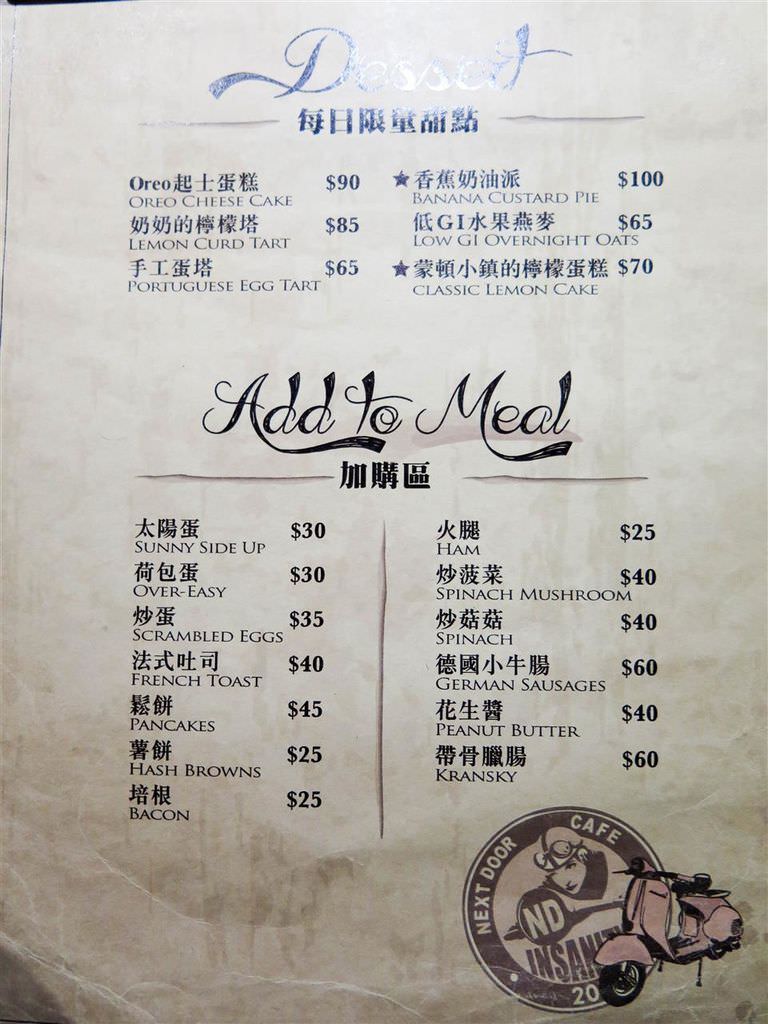 Dessert
每日限量甜點
Oreo起士蛋糕 $90
OREO CHEESE CAKE
奶奶的檸檬塔 $85
LEMON CURD TART
手工蛋塔 $65
PORTUGUESE EGG TART
★香蕉奶油派 $100
BANANA CUSTARD PIE
低GI水果燕麥 $65
LOW GI OVERNIGHT OATS
★蒙頓小鎮的檸檬蛋糕 $70
CLASSIC LEMON CAKE
Add to Meal
加購區
太陽蛋 $30
SUNNY SIDE UP
荷包蛋 $30
OVER-EASY
炒蛋 $35
SCRAMBLED EGGS
法式吐司 $40
FRENCH TOAST
鬆餅 $45
PANCAKES
薯餅 $25
HASH BROWNS
培根 $25
BACON
火腿 $25
HAM
炒菠菜 $40
SPINACH MUSHROOM
炒菇菇 $40
SPINACH
德國小牛腸 $60
GERMAN SAUSAGES
花生醬 $40
PEANUT BUTTER
帶骨臘腸 $60
KRANSKY
NEXT DOOR CAFE
ND